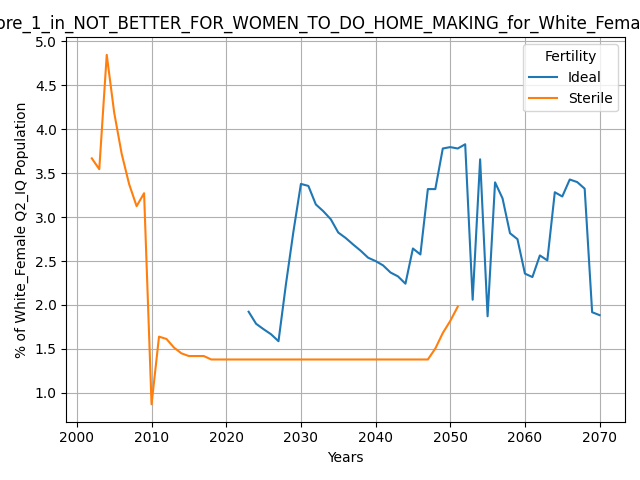 ore_1_in_NOT_BETTER_FOR_WOMEN_TO_DO_HOME_MAKING_for_White_Fema
Fertility
Ideal
Sterile
% of White_Female Q2_IQ Population
5.0
4.5
4.0
3.5
3.0
2.5
2.0
1.5
1.0
2000 2010 2020 2030 2040 2050 2060 2070
Years